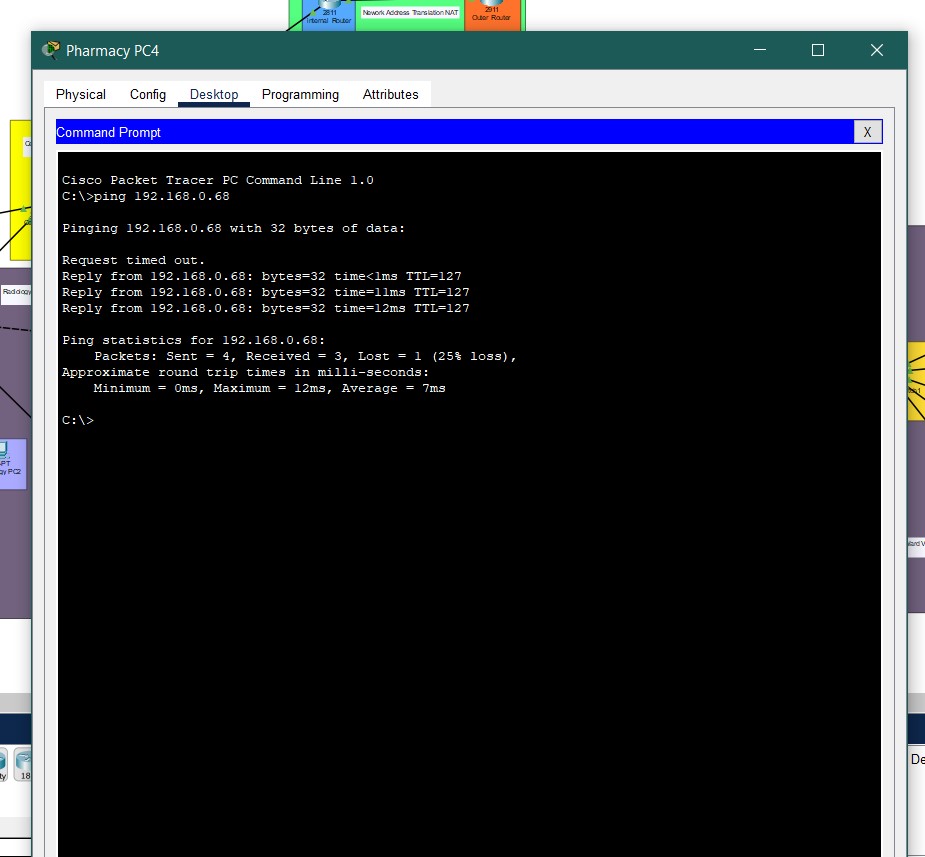 2811
Internal Router
Nework Address Translation NAT
2911
Outer Router
Pharmacy PC4
Physical
Config
Desktop
Programming
Attributes
Command Prompt
X
Cisco Packet Tracer PC Command Line 1.0
C:\>ping 192.168.0.68
Pinging 192.168.0.68 with 32 bytes of data:
Request timed out.
Reply from 192.168.0.68: bytes=32 time<1ms TTL=127
Reply from 192.168.0.68: bytes=32 time=11ms TTL=127
Reply from 192.168.0.68: bytes=32 time=12ms TTL=127
Ping statistics for 192.168.0.68:
Packets: Sent = 4, Received = 3, Lost = 1 (25% loss),
Approximate round trip times in milli-seconds:
Minimum = 0ms, Maximum = 12ms, Average = 7ms
C:\>
Radiology
PC2
18
De